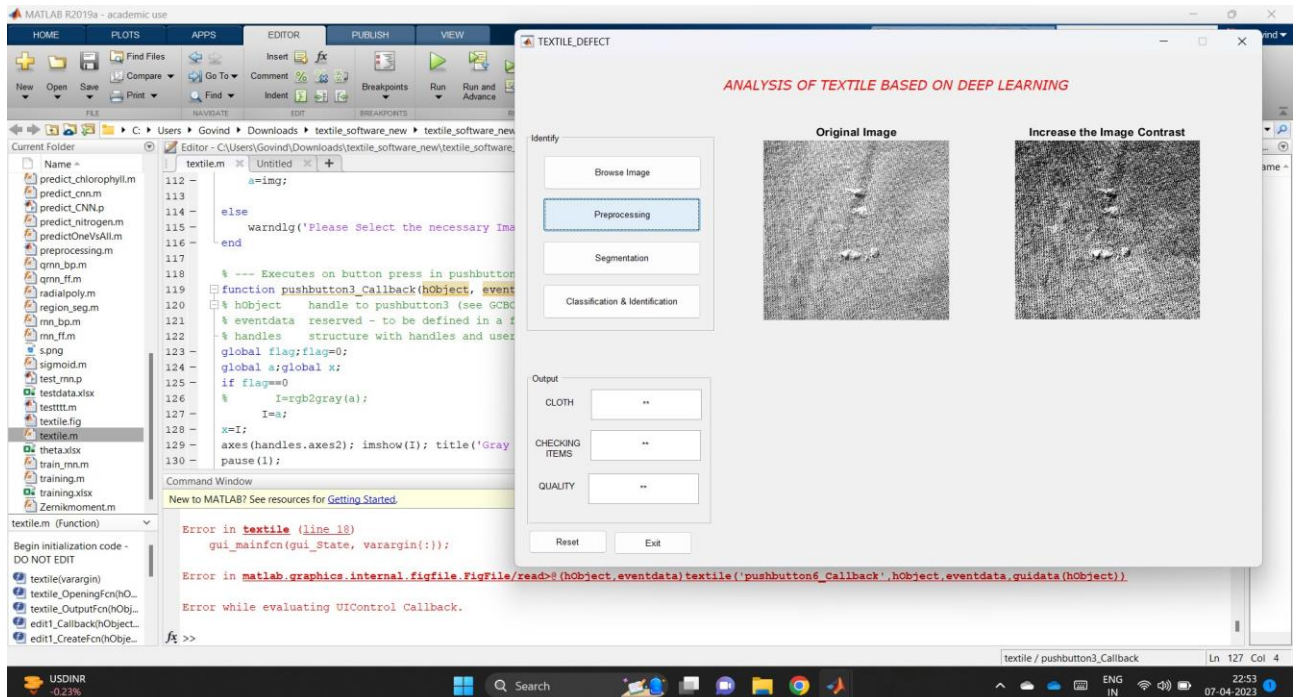 MATLAB R2019a - academic use
HOME PLOTS APPS EDITOR PUBLISH VIEW
New Open Save
Find Files
Compare
Print
Go To
Find
Insert fx
Comment
Indent
Breakpoints
Run
Run and Advance
FILE NAVIGATE EDIT BREAKPOINTS
C: Users Govind Downloads textile_software_new textile_software_new
Current Folder
Name
predict_chlorophyll.m
predict_cnn.m
predict_CNN.p
predict_nitrogen.m
predictOneVsAll.m
preprocessing.m
qrnn_bp.m
qrnn_ff.m
radialpoly.m
region_seg.m
rnn_bp.m
rnn_ff.m
s.png
sigmoid.m
test_rnn.p
testdata.xlsx
testttt.m
textile.fig
textile.m
theta.xlsx
train_rnn.m
training.m
training.xlsx
Zernikmoment.m
textile.m (Function)
Begin initialization code -
DO NOT EDIT
textile(varargin)
textile_OpeningFcn(hO...
textile_OutputFcn(hObj...
edit1_Callback(hObject...
edit1_CreateFcn(hObje...
Editor - C:\Users\Govind\Downloads\textile_software_new\textile_software_
textile.m Untitled +
112 - a=img;
113
114 - else
115 - warndlg('Please Select the necessary Ima
116 - end
117
118 % --- Executes on button press in pushbutton
119 function pushbutton3_Callback(hObject, event
120 % hObject handle to pushbutton3 (see GCBO
121 % eventdata reserved - to be defined in a f
122 % handles structure with handles and user
123 - global flag;flag=0;
124 - global a;global x;
125 - if flag==0
126 % I=rgb2gray(a);
127 - I=a;
128 - x=I;
129 - axes(handles.axes2); imshow(I); title('Gray
130 - pause(1);
Command Window
New to MATLAB? See resources for Getting Started.
Error in textile (line 18)
gui_mainfcn(gui_State, varargin{:});
Error in matlab.graphics.internal.figfile.FigFile/read>@(hObject,eventdata)textile('pushbutton6_Callback',hObject,eventdata,guidata(hObject))
Error while evaluating UIControl Callback.
fx >>
TEXTILE_DEFECT
ANALYSIS OF TEXTILE BASED ON DEEP LEARNING
Identify
Browse Image
Preprocessing
Segmentation
Classification & Identification
Original Image
Increase the Image Contrast
Output
CLOTH **
CHECKING ITEMS **
QUALITY **
Reset Exit
textile / pushbutton3_Callback Ln 127 Col 4
USDINR
-0.23%
Search
ENG
IN
22:53
07-04-2023
1